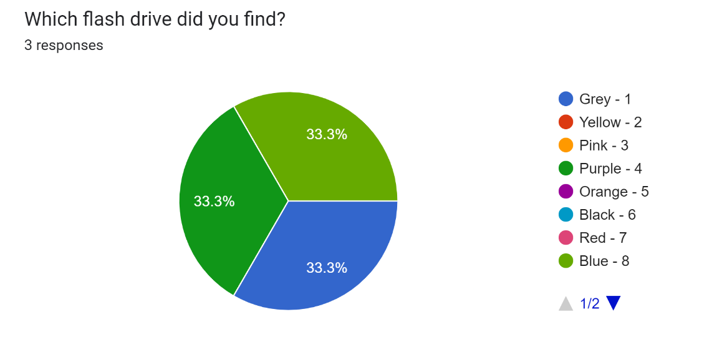 Which flash drive did you find?
3 responses
33.3%
33.3%
33.3%
Grey - 1
Yellow - 2
Pink - 3
Purple - 4
Orange - 5
Black - 6
Red - 7
Blue - 8
1/2